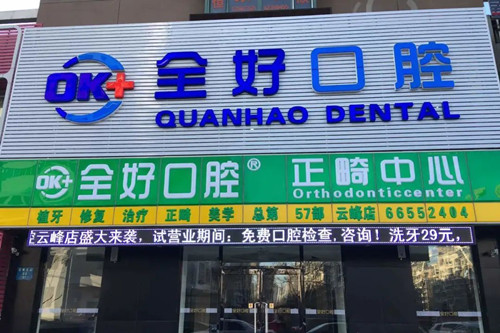 OK+ 全好口腔
QUANHAO DENTAL
OK+ 全好口腔® 正畸中心
Orthodonticcenter
植牙 修复 治疗 正畸 美学 总第 57部 云峰店 66552404
云峰店盛大来袭，试营业期间：免费口腔检查,咨询！洗牙29元，